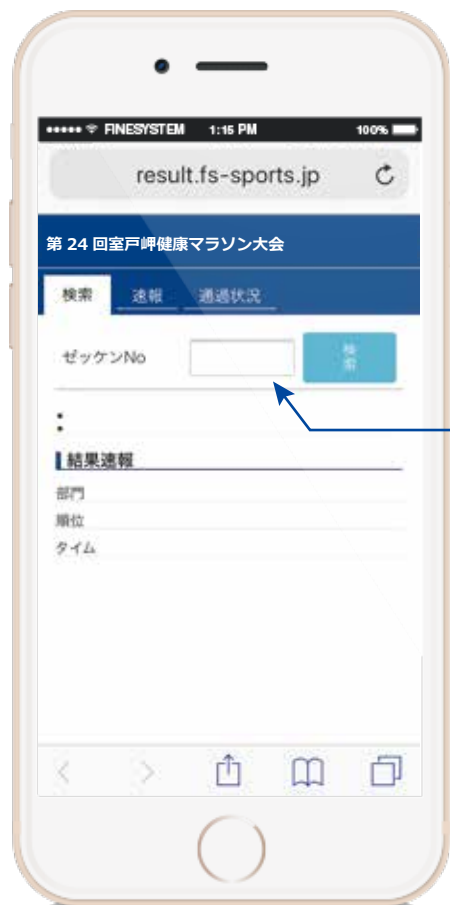 FINESYSTEM 1:15 PM 100%
result.fs-sports.jp
第 24 回室戸岬健康マラソン大会
検索 速報 通過状況
ゼッケンNo 検索
:
結果速報
部門
順位
タイム